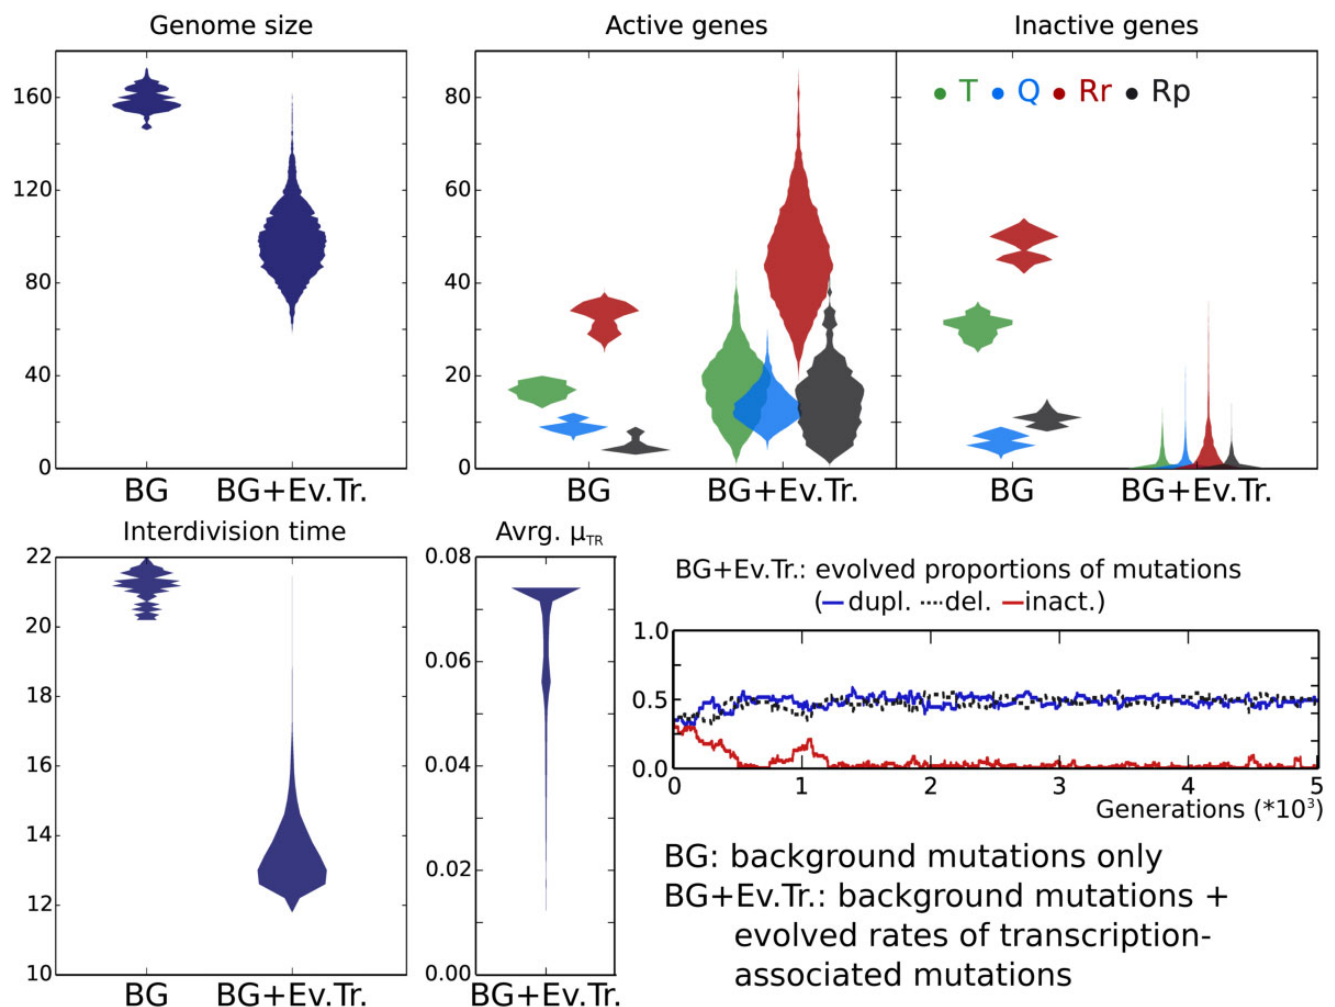 Genome size
Active genes
Inactive genes
160
120
80
40
0
BG
BG+Ev.Tr.
80
60
40
20
0
BG
BG+Ev.Tr.
T Q Rr Rp
BG
BG+Ev.Tr.
Interdivision time
22
20
18
16
14
12
10
BG
BG+Ev.Tr.
Avrg. μTR
0.08
0.06
0.04
0.02
0.00
BG+Ev.Tr.
BG+Ev.Tr.: evolved proportions of mutations
(dupl. del. inact.)
1.0
0.5
0.0
0 1 2 3 4 5
Generations (*10³)
BG: background mutations only
BG+Ev.Tr.: background mutations +
evolved rates of transcription-
associated mutations